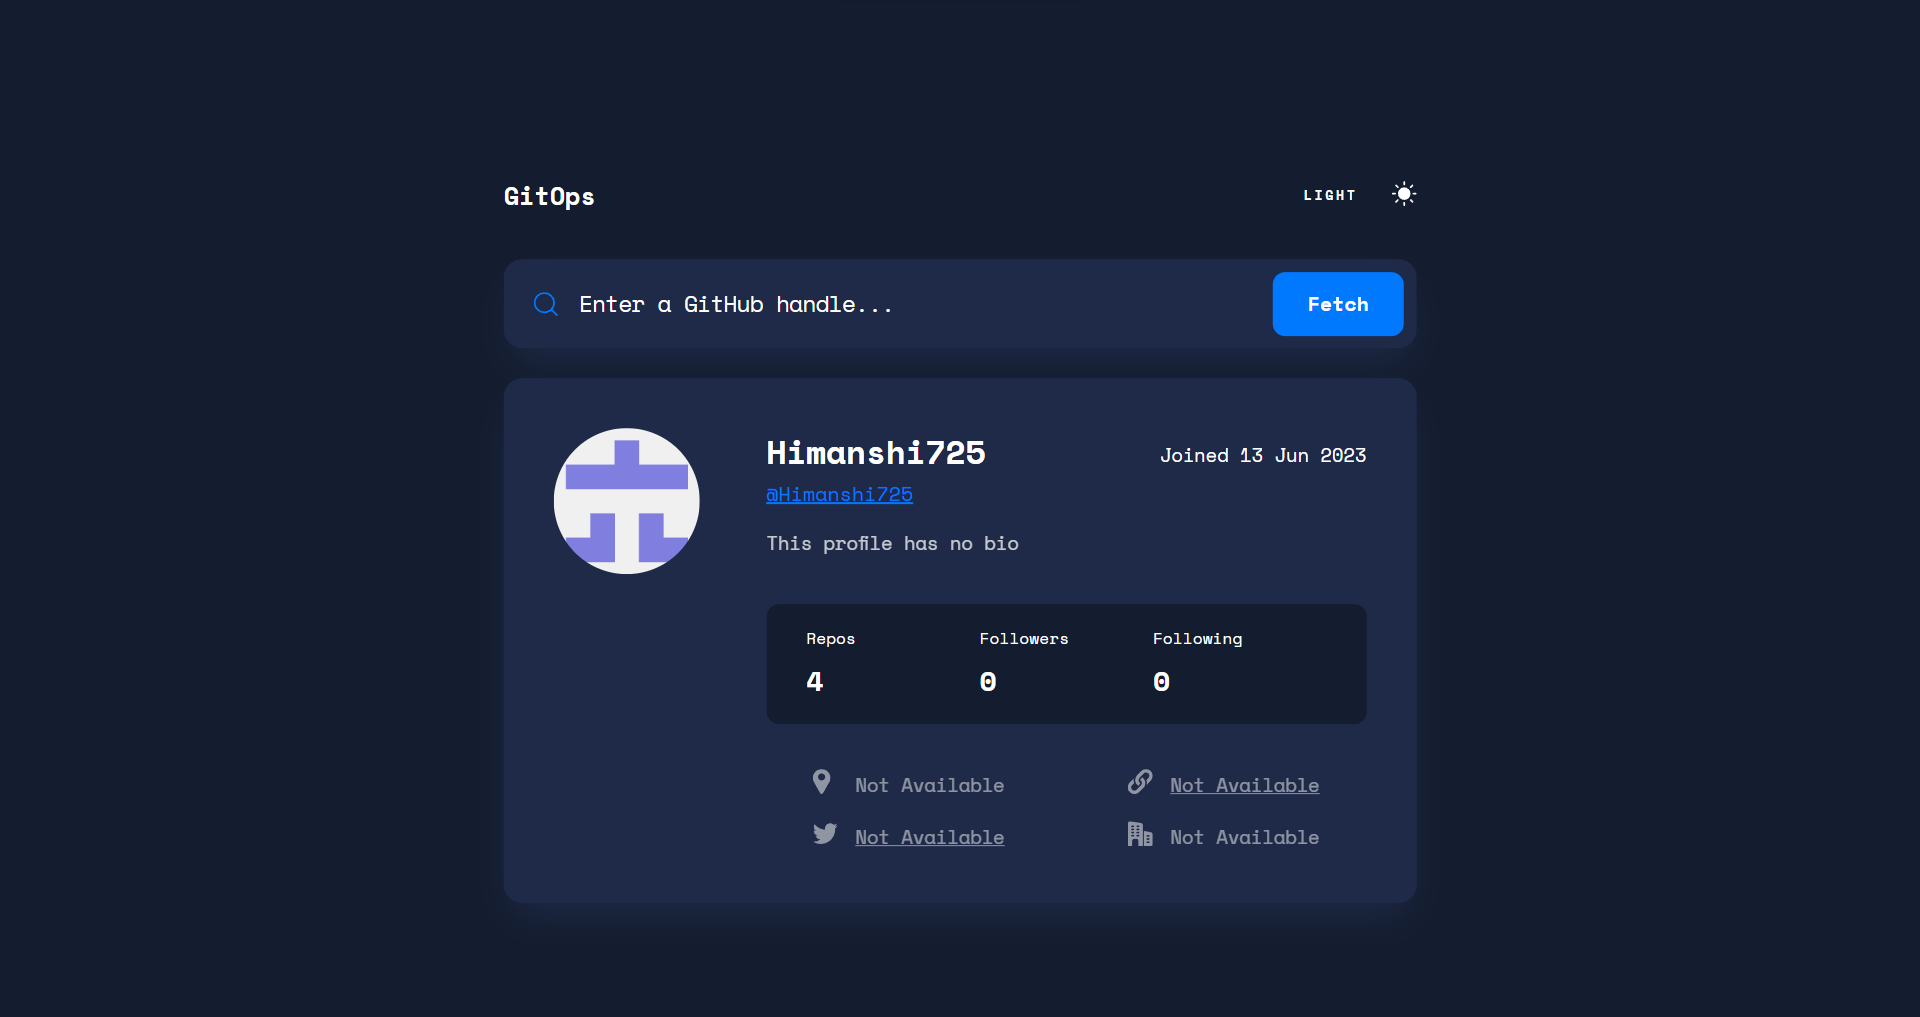 GitOps
LIGHT
Enter a GitHub handle...
Fetch
Himanshi725
Joined 13 Jun 2023
@Himanshi725
This profile has no bio
Repos Followers Following
4 0 0
Not Available Not Available
Not Available Not Available